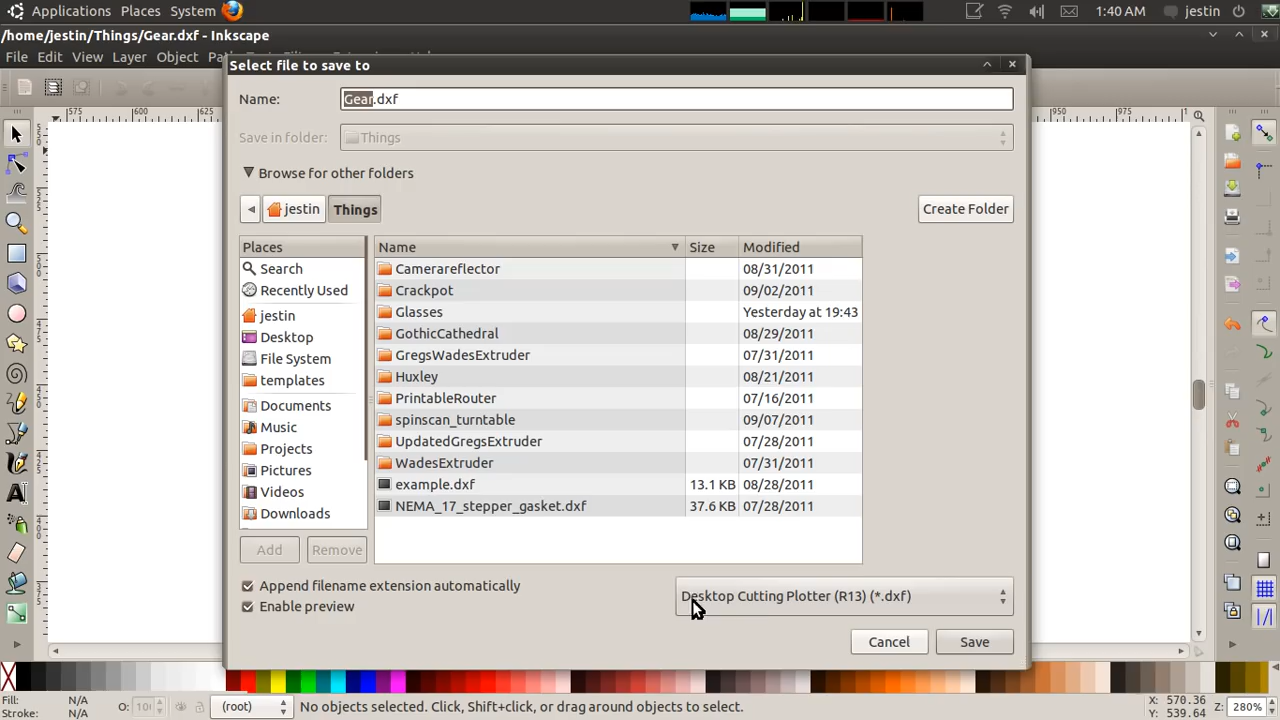 Applications Places System 1:40 AM jestin
/home/jestin/Things/Gear.dxf - Inkscape
File Edit View Layer Object
Select file to save to
Name: Gear.dxf
Save in folder: Things
Browse for other folders
jestin Things Create Folder
Places Name Size Modified
Search Camerareflector 08/31/2011
Recently Used Crackpot 09/02/2011
jestin Glasses Yesterday at 19:43
Desktop GothicCathedral 08/29/2011
File System GregsWadesExtruder 07/31/2011
templates Huxley 08/21/2011
Documents PrintableRouter 07/16/2011
Music spinscan_turntable 09/07/2011
Projects UpdatedGregsExtruder 07/28/2011
Pictures WadesExtruder 07/31/2011
Videos example.dxf 13.1 KB 08/28/2011
Downloads NEMA_17_stepper_gasket.dxf 37.6 KB 07/28/2011
Add Remove
Append filename extension automatically
Enable preview
Desktop Cutting Plotter (R13) (*.dxf)
Cancel Save
575 600 625 950 975
Fill: N/A
Stroke: N/A
O: (root) No objects selected. Click, Shift+click, or drag around objects to select.
X: 570.36
Y: 539.64
Z: 280%